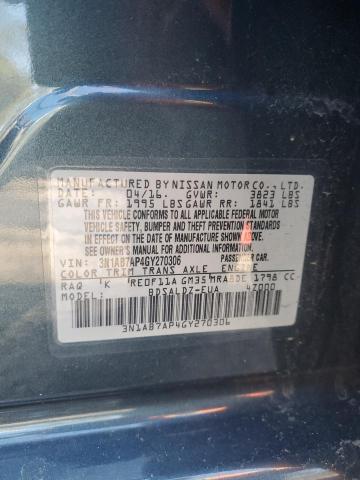 MANUFACTURED BY NISSAN MOTOR CO., LTD.
DATE: 04/16. GVWR: 3823 LBS
GAWR FR: 1995 LBS GAWR RR: 1841 LBS
THIS VEHICLE CONFORMS TO ALL APPLICABLE FEDERAL MOTOR
VEHICLE SAFETY, BUMPER, AND THEFT PREVENTION
STANDARDS IN EFFECT ON THE DATE OF
MANUFACTURE SHOWN ABOVE.
SEE OWNER'S MANUAL FOR ADDITIONAL INFORMATION.
VIN: 3N1AB7AP4GY270306 PASSENGER CAR.
COLOR TRIM TRANS AXLE ENGINE
RAQ K RE0F11A GM35 MRA8DE 1798 CC
MODEL: BDSALDZ-EUA 4Z000
3N1AB7AP4GY270306